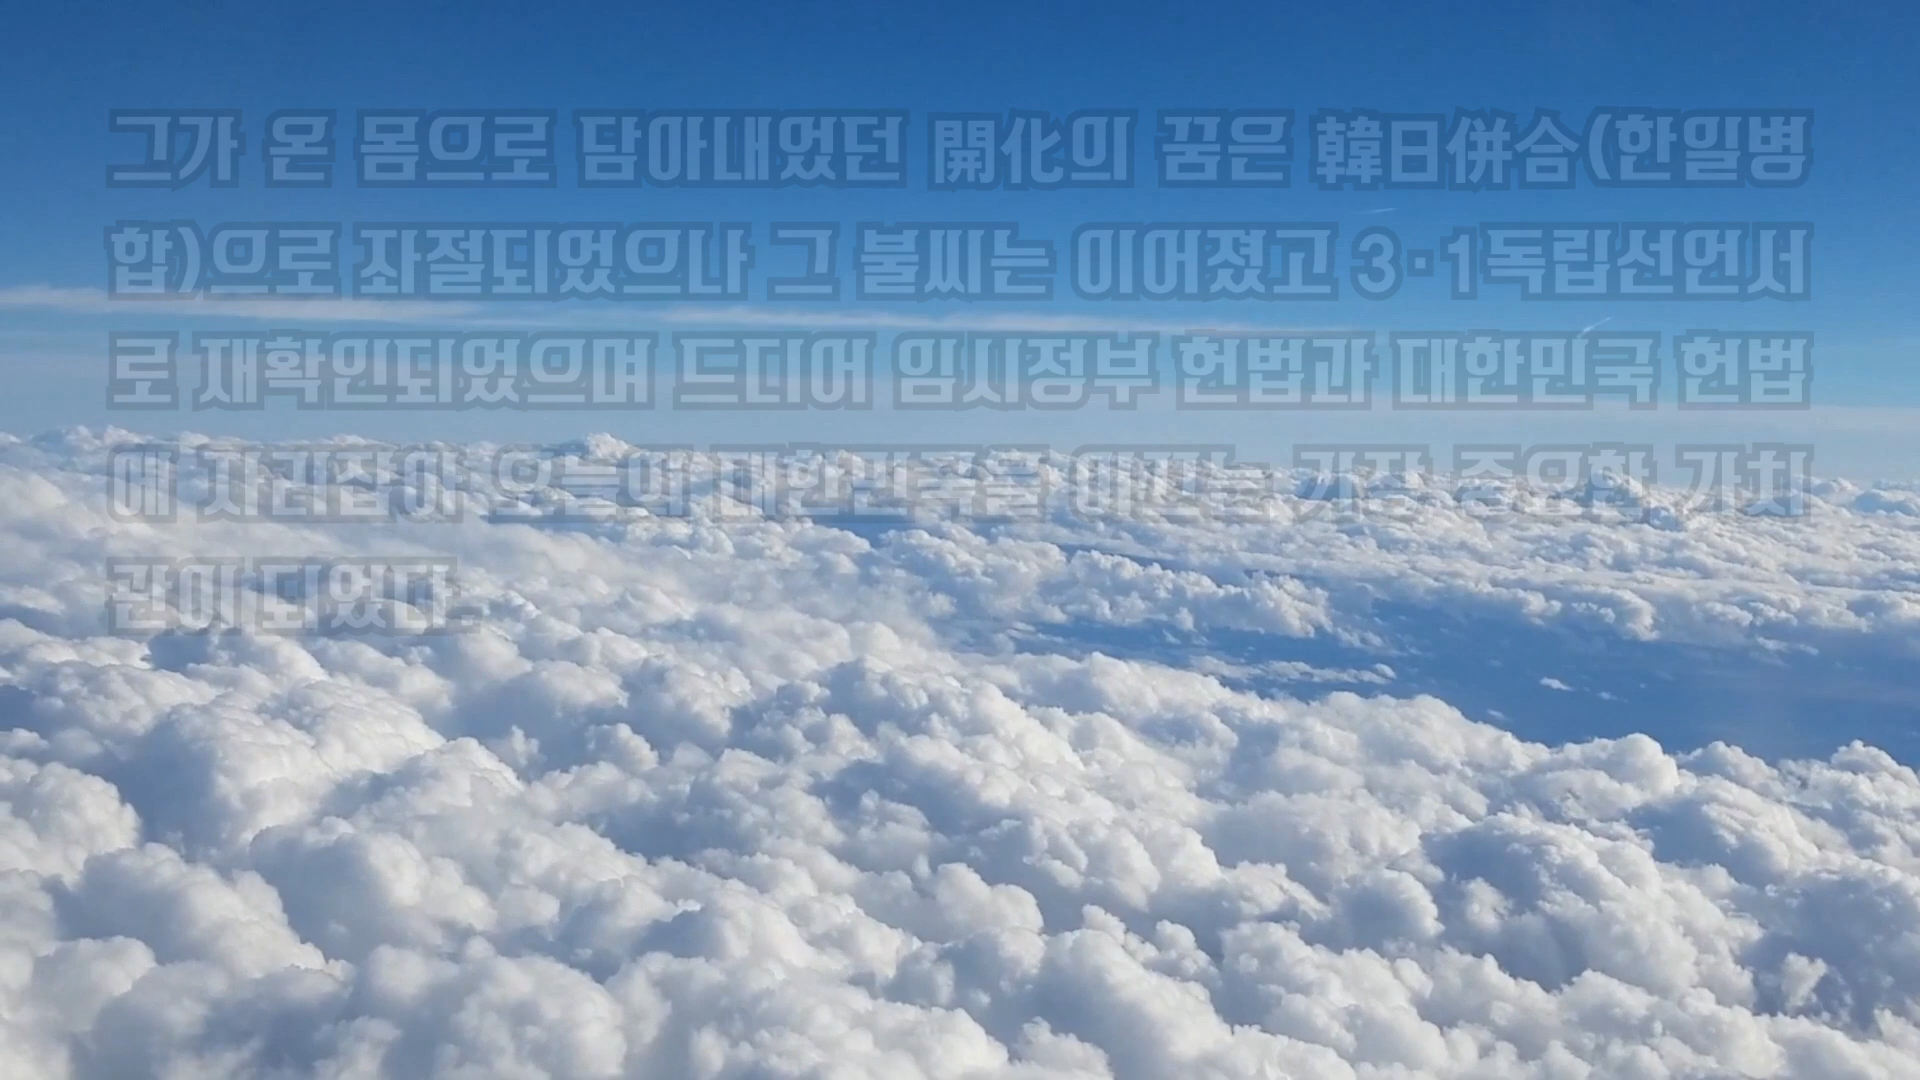 그가 온 몸으로 담아내었던 開化의 꿈은 韓日倂合(한일병
합)으로 좌절되었으나 그 불씨는 이어졌고 3·1독립선언서
로 재확인되었으며 드디어 임시정부 헌법과 대한민국 헌법
에 자리잡아 오늘에 대한민국을 이끄는 가장 중요한 가치
관이 되었다.